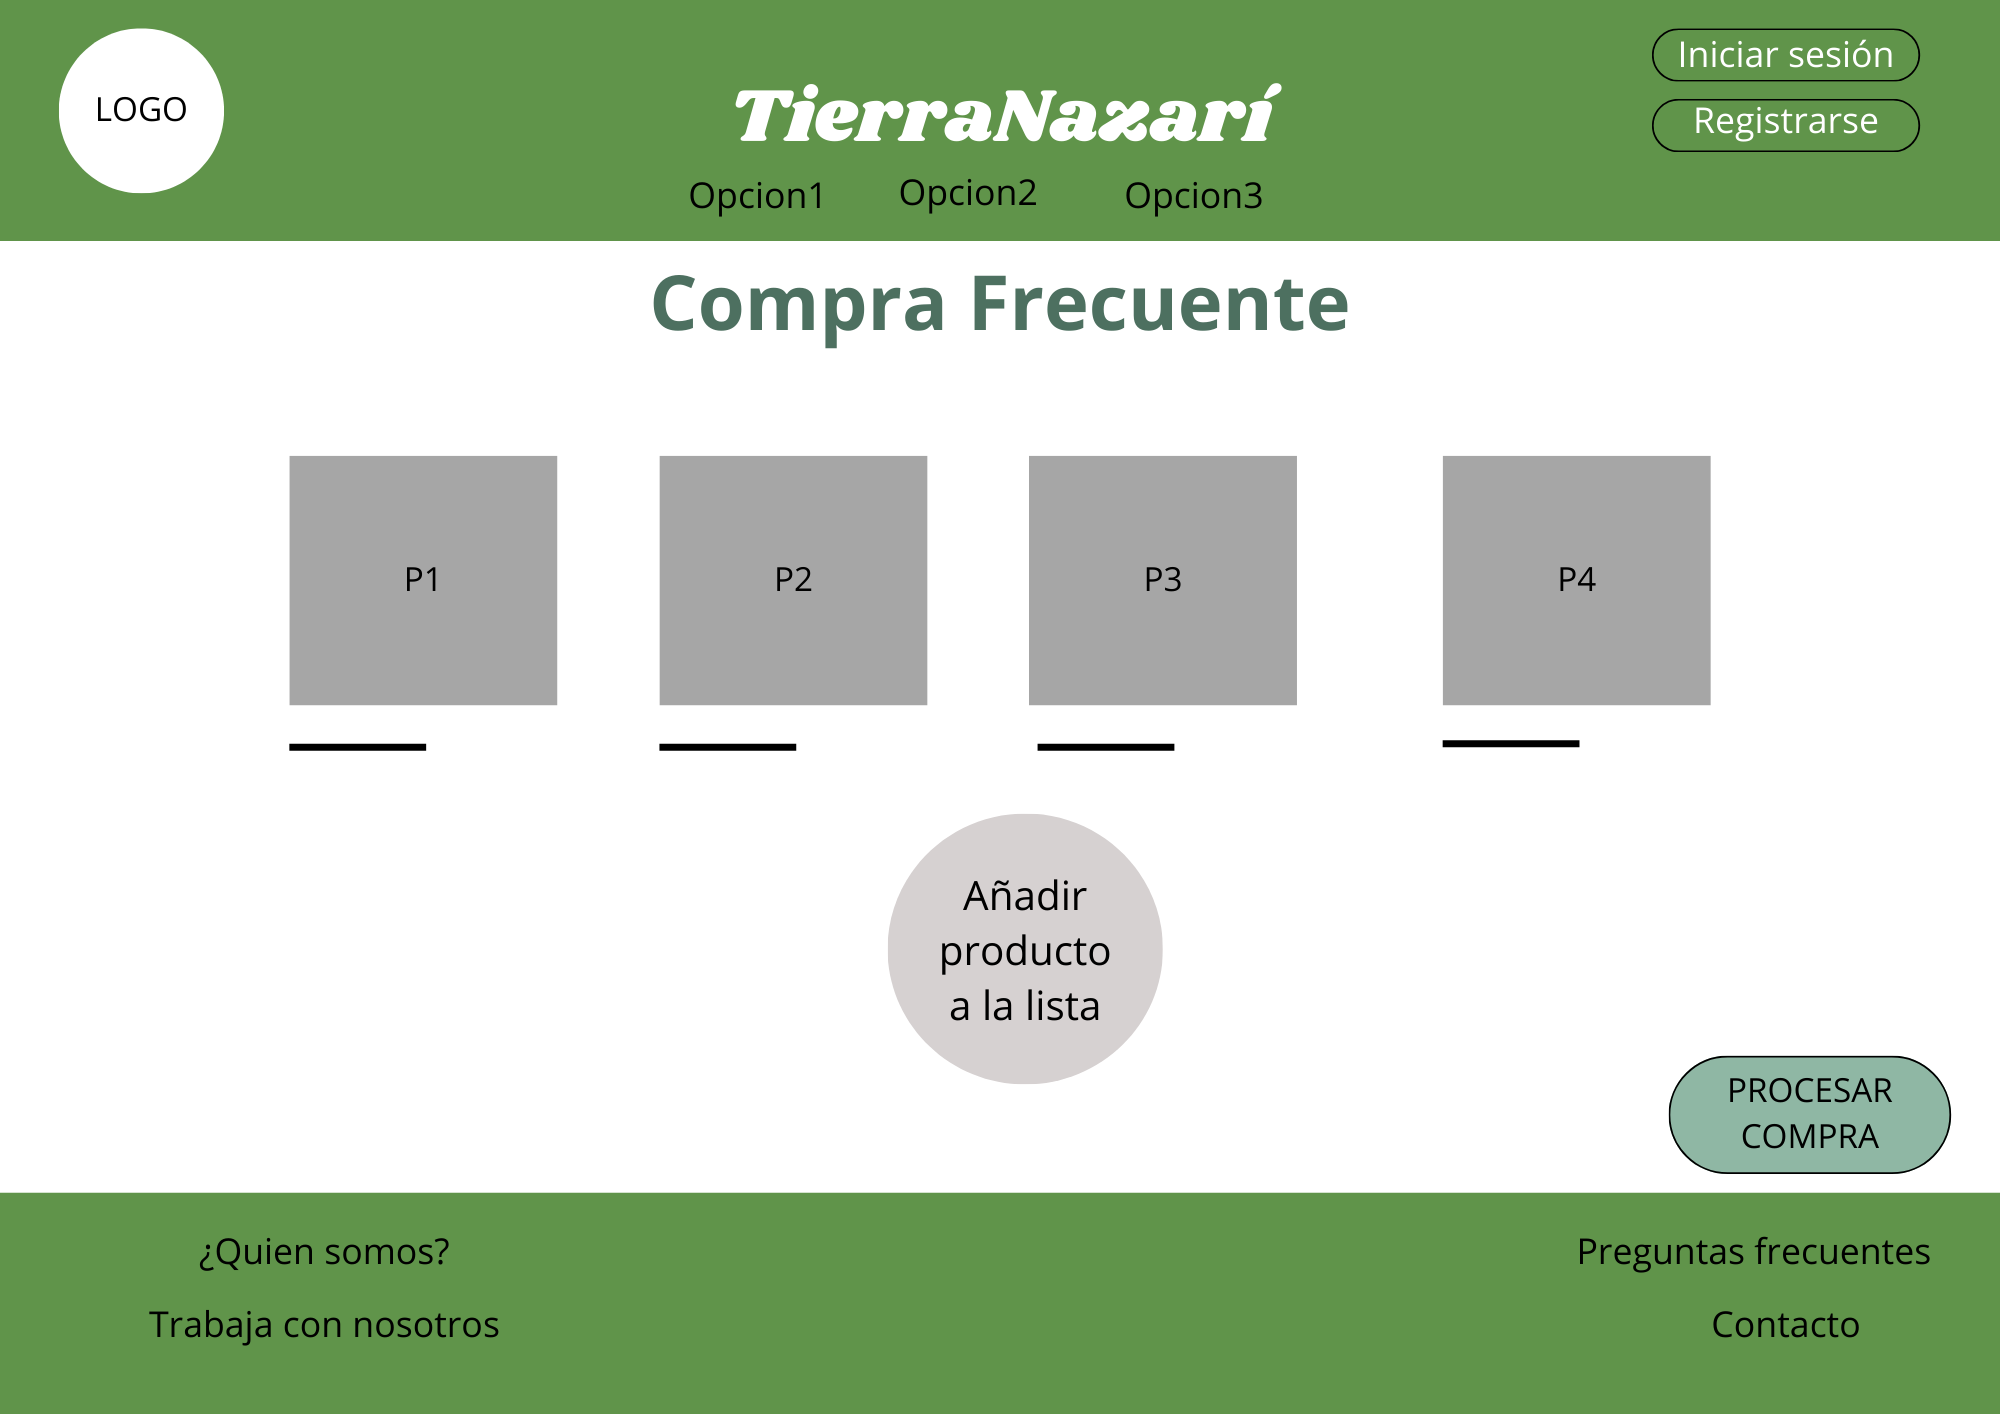 LOGO
TierraNazarí
Iniciar sesión
Registrarse
Opcion1
Opcion2
Opcion3
Compra Frecuente
P1
P2
P3
P4
Añadir
producto
a la lista
PROCESAR
COMPRA
¿Quien somos?
Preguntas frecuentes
Trabaja con nosotros
Contacto